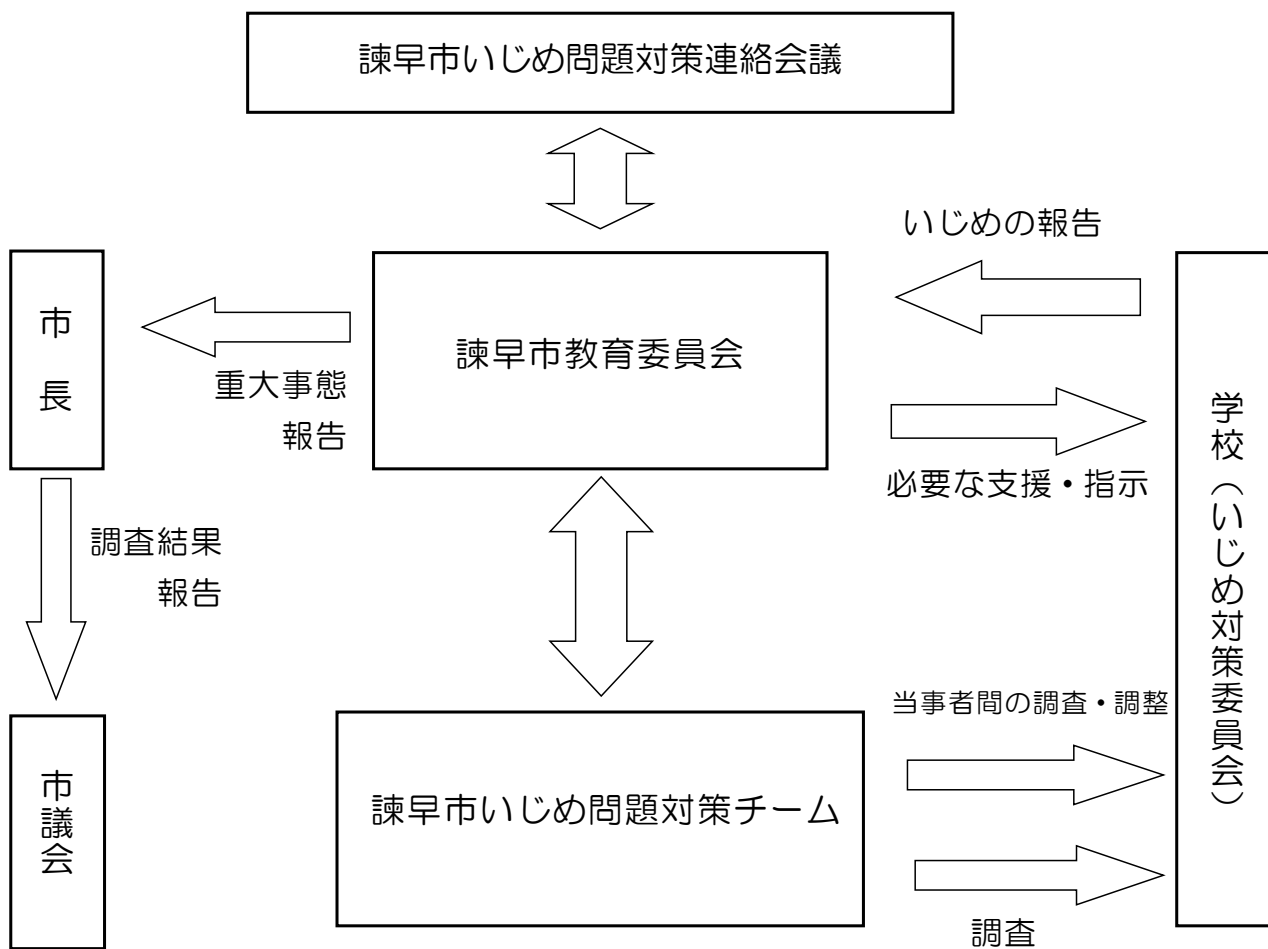 諫早市いじめ問題対策連絡会議
いじめの報告
市長
諫早市教育委員会
重大事態
報告
必要な支援・指示
学校（いじめ対策委員会）
調査結果
報告
当事者間の調査・調整
市議会
諫早市いじめ問題対策チーム
調査